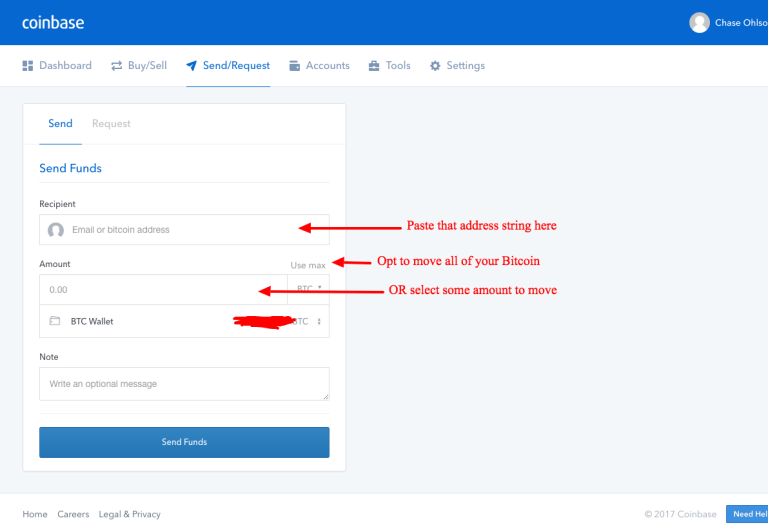 coinbase
Chase Ohlso
Dashboard Buy/Sell Send/Request Accounts Tools Settings
Send Request
Send Funds
Recipient
Email or bitcoin address
Paste that address string here
Amount Use max
Opt to move all of your Bitcoin
0.00 BTC
OR select some amount to move
BTC Wallet BTC
Note
Write an optional message
Send Funds
Home Careers Legal & Privacy © 2017 Coinbase Need Hel